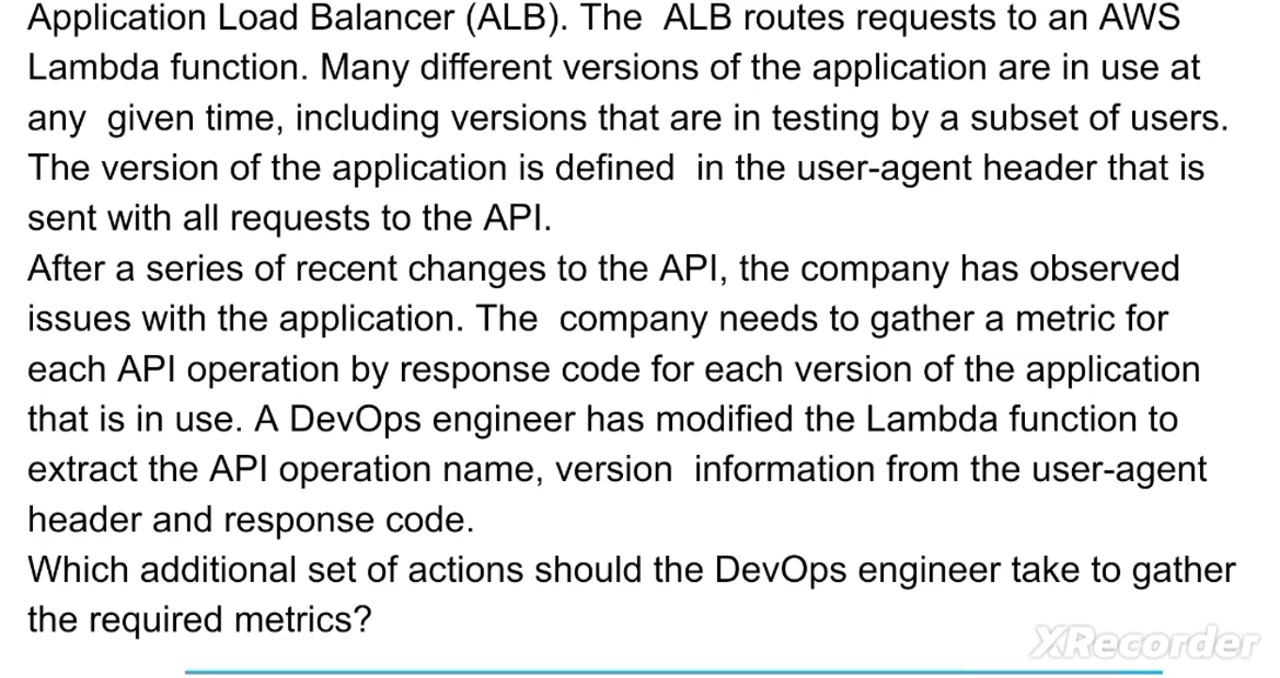 Application Load Balancer (ALB). The  ALB routes requests to an AWS
Lambda function. Many different versions of the application are in use at
any  given time, including versions that are in testing by a subset of users.
The version of the application is defined  in the user-agent header that is
sent with all requests to the API.
After a series of recent changes to the API, the company has observed
issues with the application. The  company needs to gather a metric for
each API operation by response code for each version of the application
that is in use. A DevOps engineer has modified the Lambda function to
extract the API operation name, version  information from the user-agent
header and response code.
Which additional set of actions should the DevOps engineer take to gather
the required metrics?
XRecorder